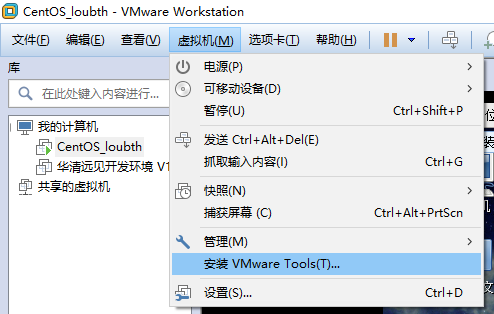 CentOS_loubth - VMware Workstation
文件(F) 编辑(E) 查看(V) 虚拟机(M) 选项卡(T) 帮助(H)
库
在此处键入内容进行...
我的计算机
CentOS_loubth
华清远见开发环境 V1
共享的虚拟机
电源(P)
可移动设备(D)
暂停(U) Ctrl+Shift+P
发送 Ctrl+Alt+Del(E)
抓取输入内容(I) Ctrl+G
快照(N)
捕获屏幕 (C) Ctrl+Alt+PrtScn
管理(M)
安装 VMware Tools(T)...
设置(S)... Ctrl+D
位
装
机
文